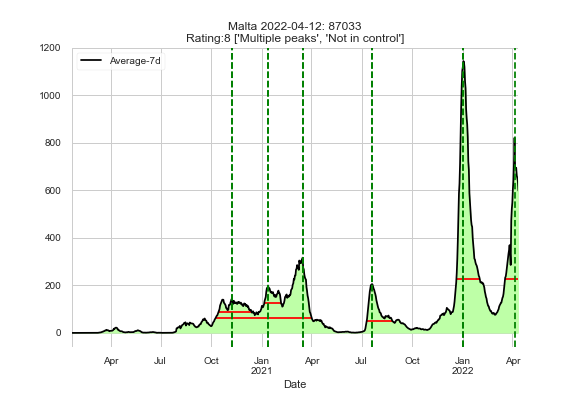 Malta 2022-04-12: 87033
Rating:8 ['Multiple peaks', 'Not in control']
Average-7d
1200
1000
800
600
400
200
0
Apr
Jul
Oct
Jan
2021
Apr
Jul
Oct
Jan
2022
Apr
Date